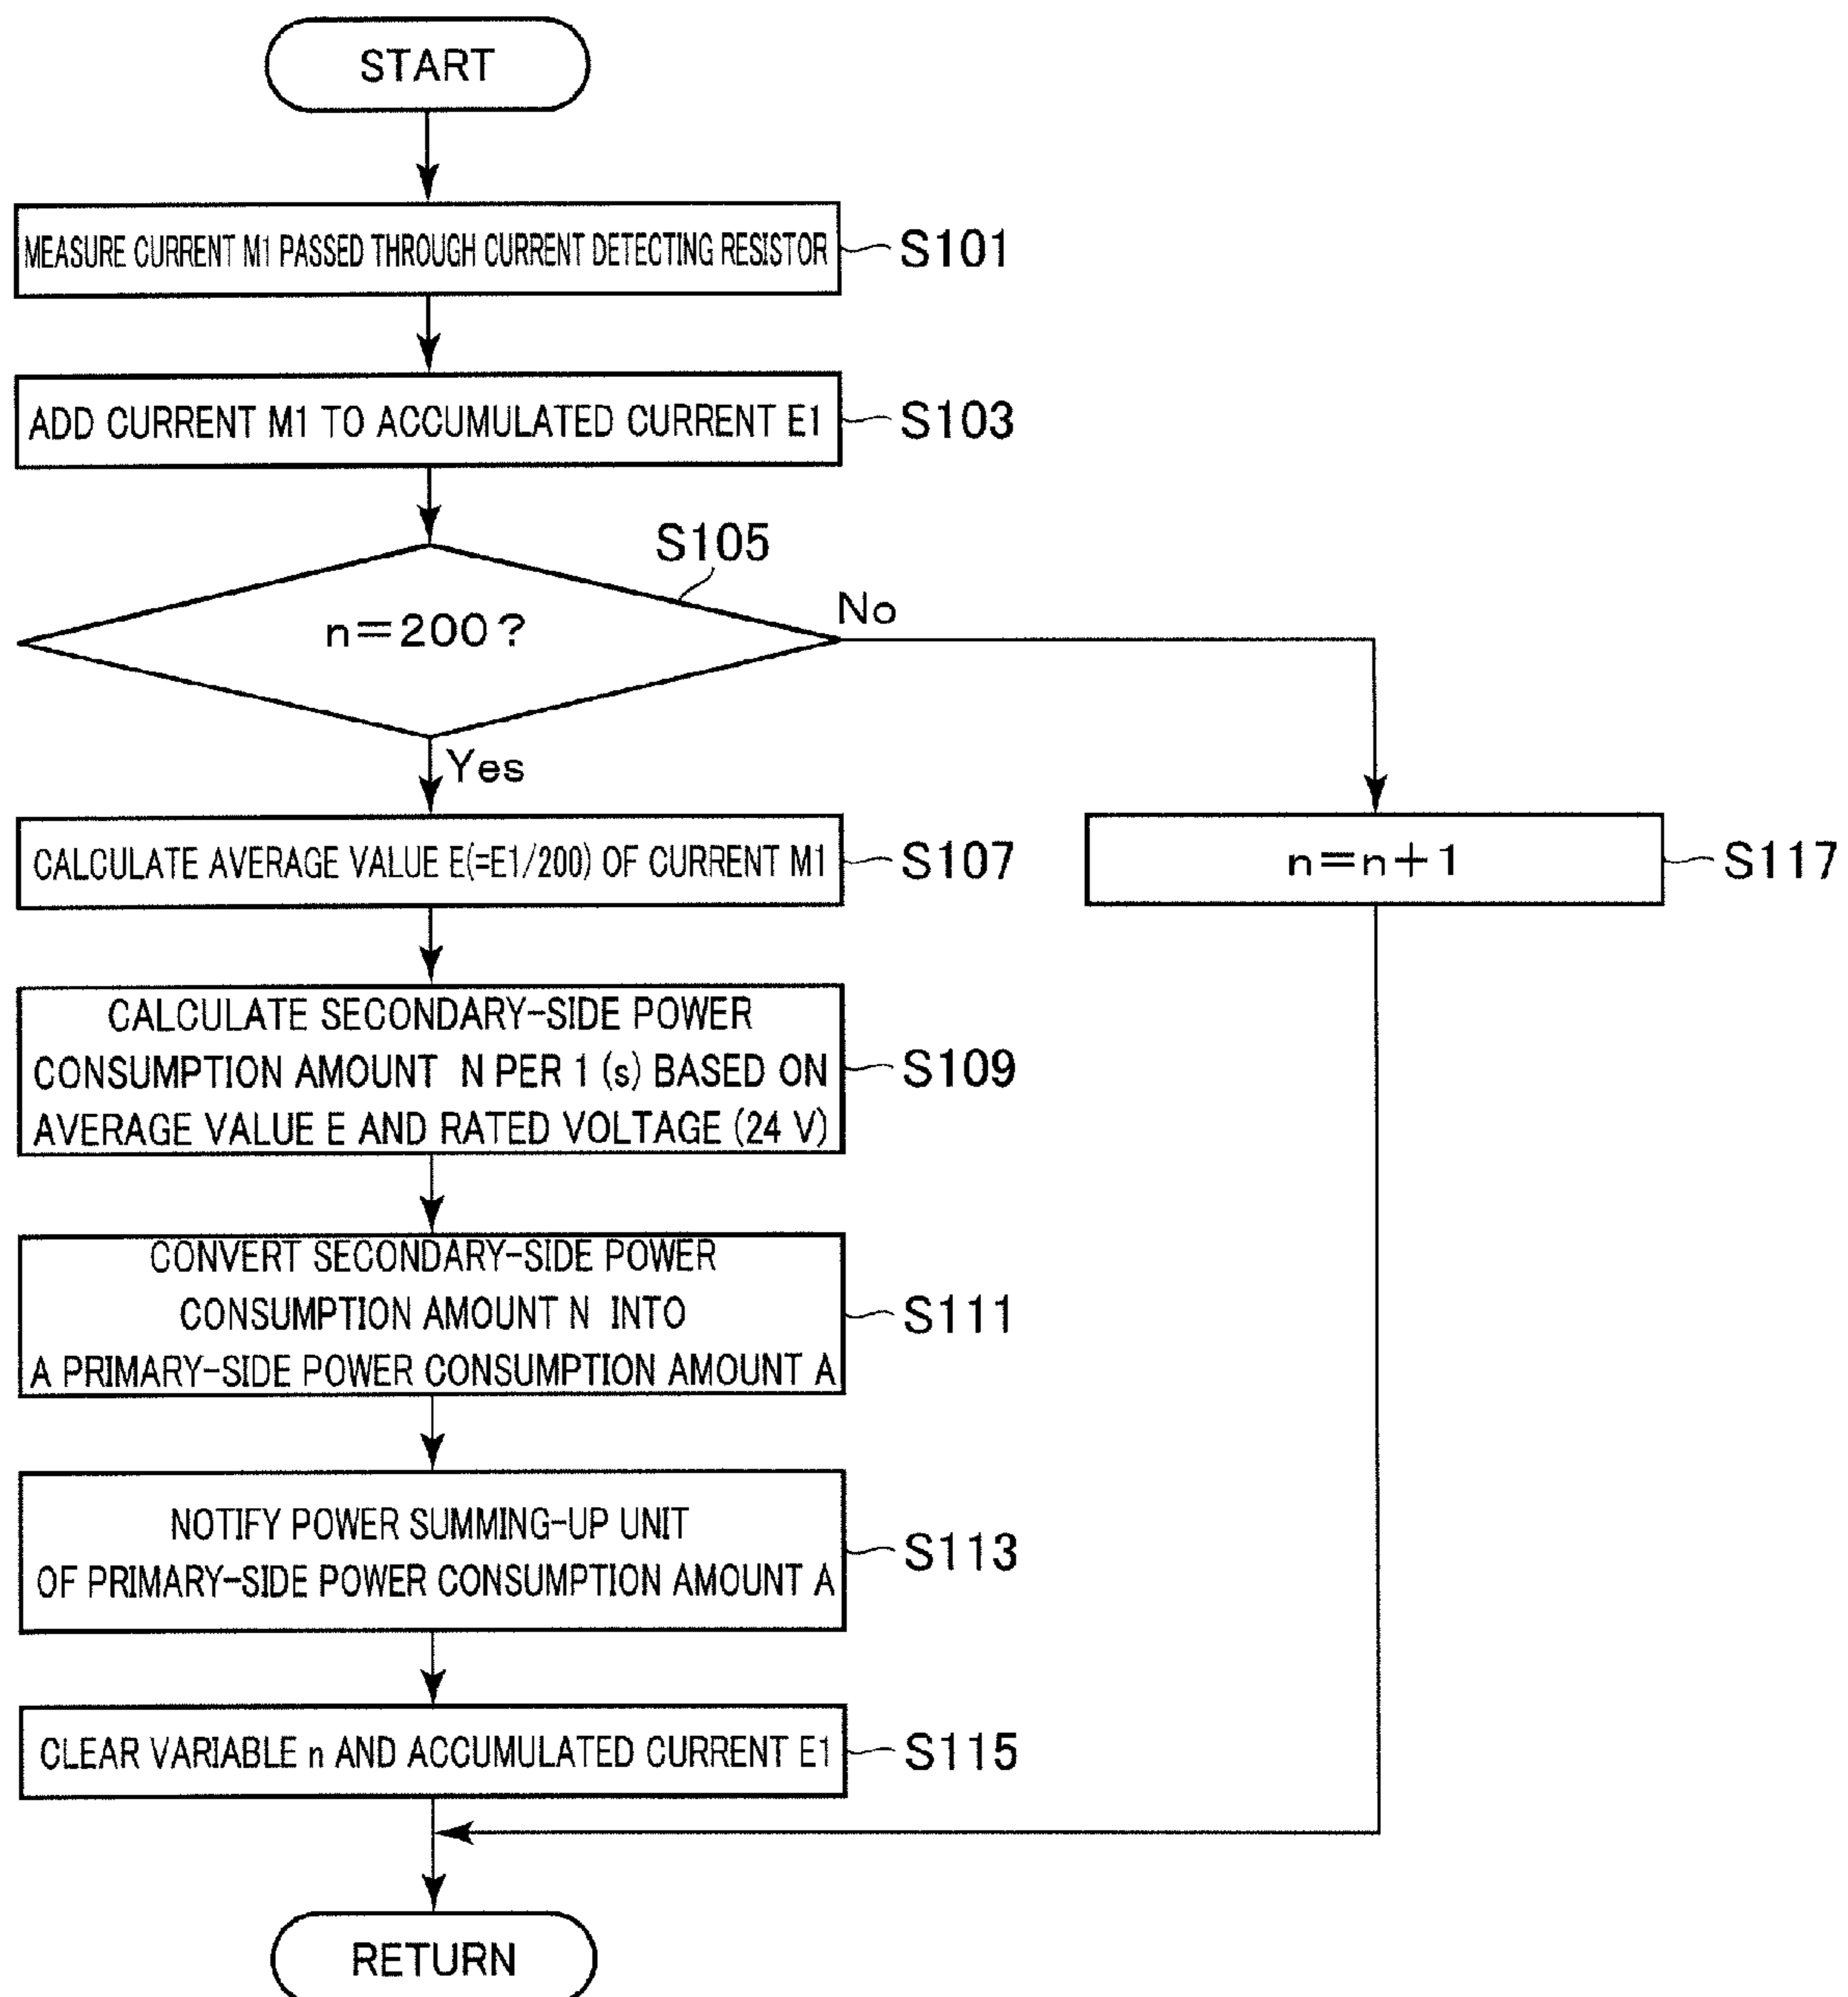 START
MEASURE CURRENT M1 PASSED THROUGH CURRENT DETECTING RESISTOR
S101
ADD CURRENT M1 TO ACCUMULATED CURRENT E1
S103
S105
n=200?
No
Yes
CALCULATE AVERAGE VALUE E(=E1/200) OF CURRENT M1
S107
n=n+1
S117
CALCULATE SECONDARY-SIDE POWER
CONSUMPTION AMOUNT N PER 1 (s) BASED ON
AVERAGE VALUE E AND RATED VOLTAGE (24 V)
S109
CONVERT SECONDARY-SIDE POWER
CONSUMPTION AMOUNT N INTO
A PRIMARY-SIDE POWER CONSUMPTION AMOUNT A
S111
NOTIFY POWER SUMMING-UP UNIT
OF PRIMARY-SIDE POWER CONSUMPTION AMOUNT A
S113
CLEAR VARIABLE n AND ACCUMULATED CURRENT E1
S115
RETURN